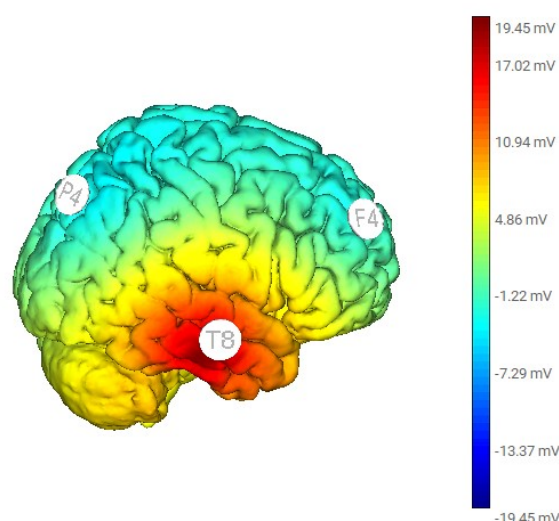 19.45 mV
17.02 mV
10.94 mV
4.86 mV
-1.22 mV
-7.29 mV
-13.37 mV
-19.45 mV
P4
F4
T8